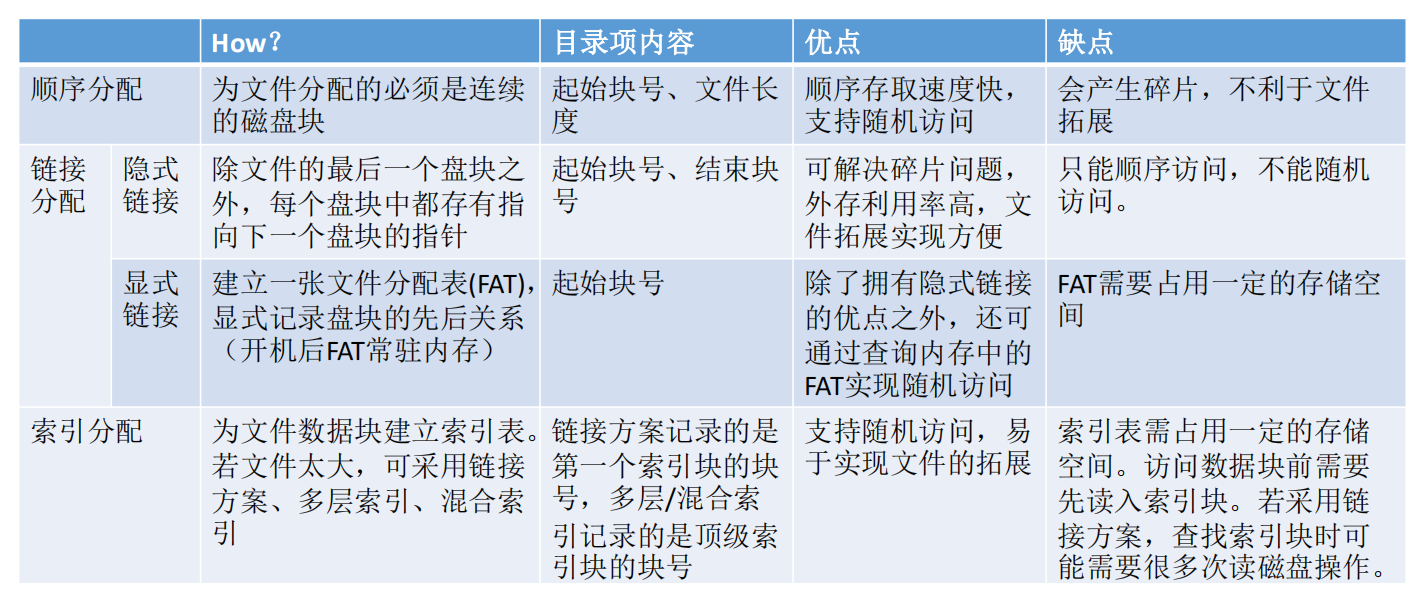 How?
目录项内容
优点
缺点
顺序分配
为文件分配的必须是连续
的磁盘块
起始块号、文件长
度
顺序存取速度快，
支持随机访问
会产生碎片，不利于文件
拓展
链接
分配
隐式
链接
除文件的最后一个盘块之
外，每个盘块中都存有指
向下一个盘块的指针
起始块号、结束块
号
可解决碎片问题，
外存利用率高，文
件拓展实现方便
只能顺序访问，不能随机
访问。
显式
链接
建立一张文件分配表(FAT)，
显式记录盘块的先后关系
（开机后FAT常驻内存）
起始块号
除了拥有隐式链接
的优点之外，还可
通过查询内存中的
FAT实现随机访问
FAT需要占用一定的存储空
间
索引分配
为文件数据块建立索引表。
若文件太大，可采用链接
方案、多层索引、混合索
引
链接方案记录的是
第一个索引块的块
号，多层/混合索
引记录的是顶级索
引块的块号
支持随机访问，易
于实现文件的拓展
索引表需占用一定的存储
空间。访问数据块前需要
先读入索引块。若采用链
接方案，查找索引块时可
能需要很多次读磁盘操作。